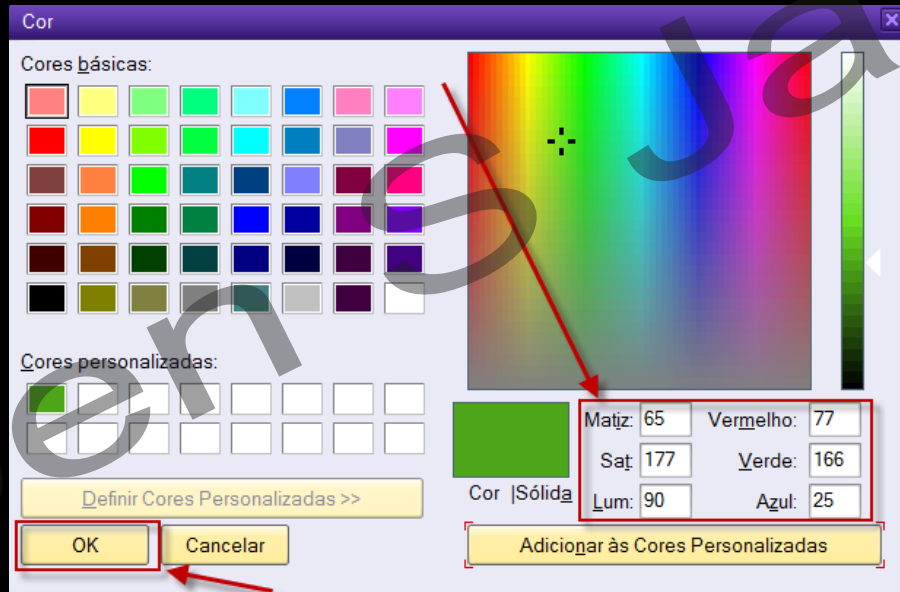 Cor
Cores básicas:
Cores personalizadas:
Definir Cores Personalizadas >>
OK
Cancelar
Cor |Sólida
Matiz: 65
Vermelho: 77
Sat: 177
Verde: 166
Lum: 90
Azul: 25
Adicionar às Cores Personalizadas